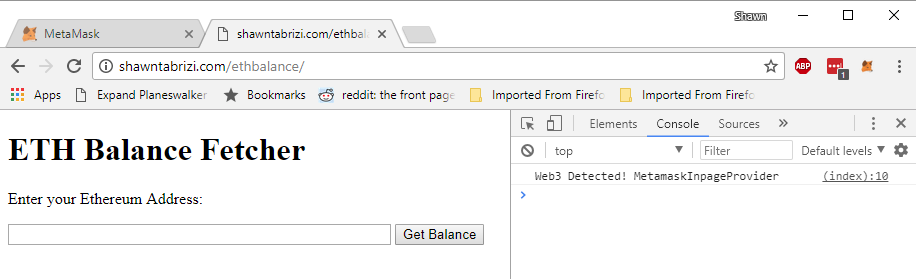 Shawn
MetaMask
shawntabrizi.com/ethbala
shawntabrizi.com/ethbalance/
ABP
1
Apps
Expand Planeswalker
Bookmarks
reddit: the front page
Imported From Firefo
Imported From Firefo
Elements
Console
Sources
ETH Balance Fetcher
top
Filter
Default levels
Web3 Detected! MetamaskInpageProvider
(index):10
Enter your Ethereum Address:
Get Balance